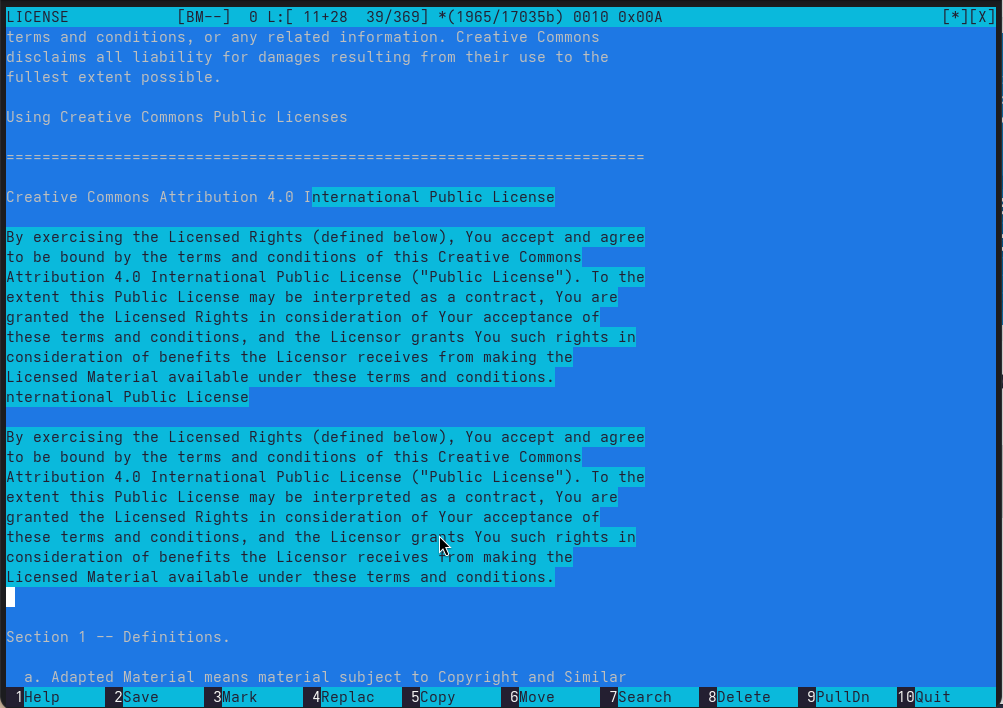 LICENSE            [BM--]  0 L:[ 11+28  39/369] *(1965/17035b) 0010 0x00A                               [*][X]
terms and conditions, or any related information. Creative Commons
disclaims all liability for damages resulting from their use to the
fullest extent possible.
Using Creative Commons Public Licenses
=======================================================================
Creative Commons Attribution 4.0 International Public License
By exercising the Licensed Rights (defined below), You accept and agree
to be bound by the terms and conditions of this Creative Commons
Attribution 4.0 International Public License ("Public License"). To the
extent this Public License may be interpreted as a contract, You are
granted the Licensed Rights in consideration of Your acceptance of
these terms and conditions, and the Licensor grants You such rights in
consideration of benefits the Licensor receives from making the
Licensed Material available under these terms and conditions.
nternational Public License
By exercising the Licensed Rights (defined below), You accept and agree
to be bound by the terms and conditions of this Creative Commons
Attribution 4.0 International Public License ("Public License"). To the
extent this Public License may be interpreted as a contract, You are
granted the Licensed Rights in consideration of Your acceptance of
these terms and conditions, and the Licensor grants You such rights in
consideration of benefits the Licensor receives from making the
Licensed Material available under these terms and conditions.
Section 1 -- Definitions.
  a. Adapted Material means material subject to Copyright and Similar
1Help 2Save 3Mark 4Replac 5Copy 6Move 7Search 8Delete 9PullDn 10Quit